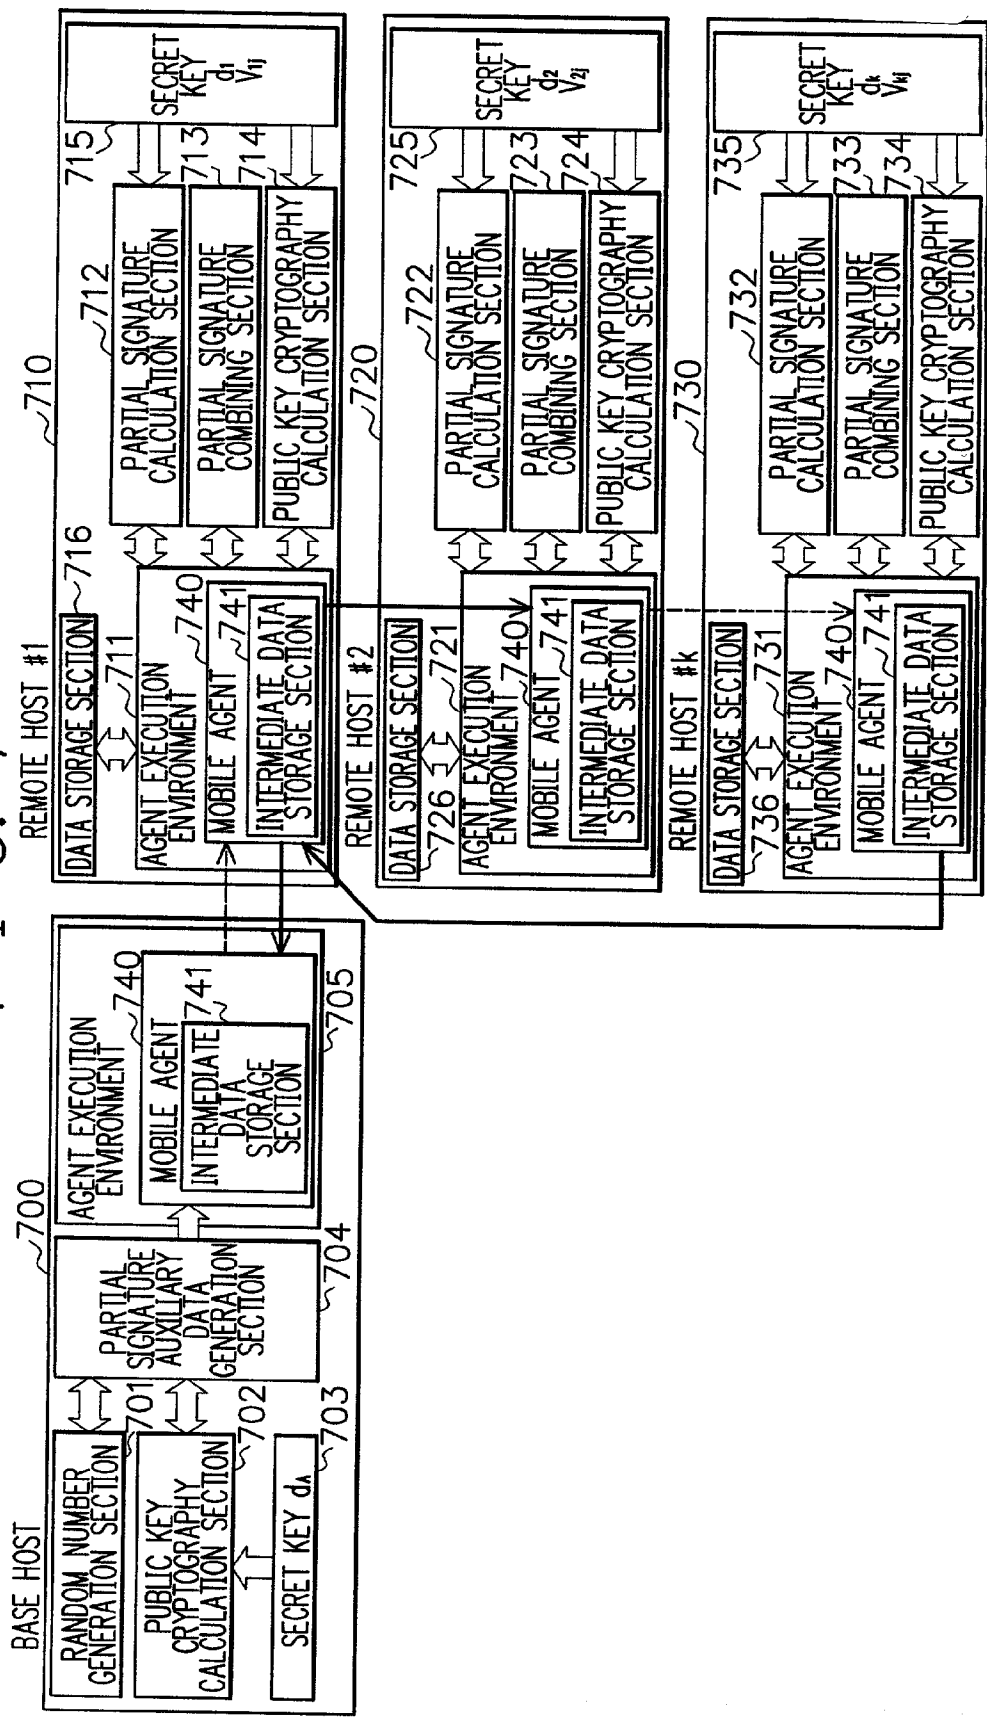 BASE HOST
700
RANDOM NUMBER
GENERATION SECTION
701
PUBLIC KEY
CRYPTOGRAPHY
CALCULATION SECTION
702
SECRET KEY dA
703
PARTIAL
SIGNATURE
AUXILIARY
DATA
GENERATION
SECTION
704
AGENT EXECUTION
ENVIRONMENT
740
MOBILE AGENT
741
INTERMEDIATE
DATA
STORAGE
SECTION
705
REMOTE HOST #1
710
DATA STORAGE SECTION
716
711
AGENT EXECUTION
ENVIRONMENT
740
MOBILE AGENT
741
INTERMEDIATE DATA
STORAGE SECTION
712
PARTIAL SIGNATURE
CALCULATION SECTION
PARTIAL SIGNATURE
COMBINING SECTION
713
PUBLIC KEY CRYPTOGRAPHY
CALCULATION SECTION
714
715
SECRET
KEY
d1
V1j
REMOTE HOST #2
720
DATA STORAGE SECTION
726
721
AGENT EXECUTION
ENVIRONMENT
740
MOBILE AGENT
741
INTERMEDIATE DATA
STORAGE SECTION
722
PARTIAL SIGNATURE
CALCULATION SECTION
PARTIAL SIGNATURE
COMBINING SECTION
723
PUBLIC KEY CRYPTOGRAPHY
CALCULATION SECTION
724
725
SECRET
KEY
d2
V2j
REMOTE HOST #k
730
DATA STORAGE SECTION
736
731
AGENT EXECUTION
ENVIRONMENT
740
MOBILE AGENT
741
INTERMEDIATE DATA
STORAGE SECTION
732
PARTIAL SIGNATURE
CALCULATION SECTION
PARTIAL SIGNATURE
COMBINING SECTION
733
PUBLIC KEY CRYPTOGRAPHY
CALCULATION SECTION
734
735
SECRET
KEY
dk
Vkj